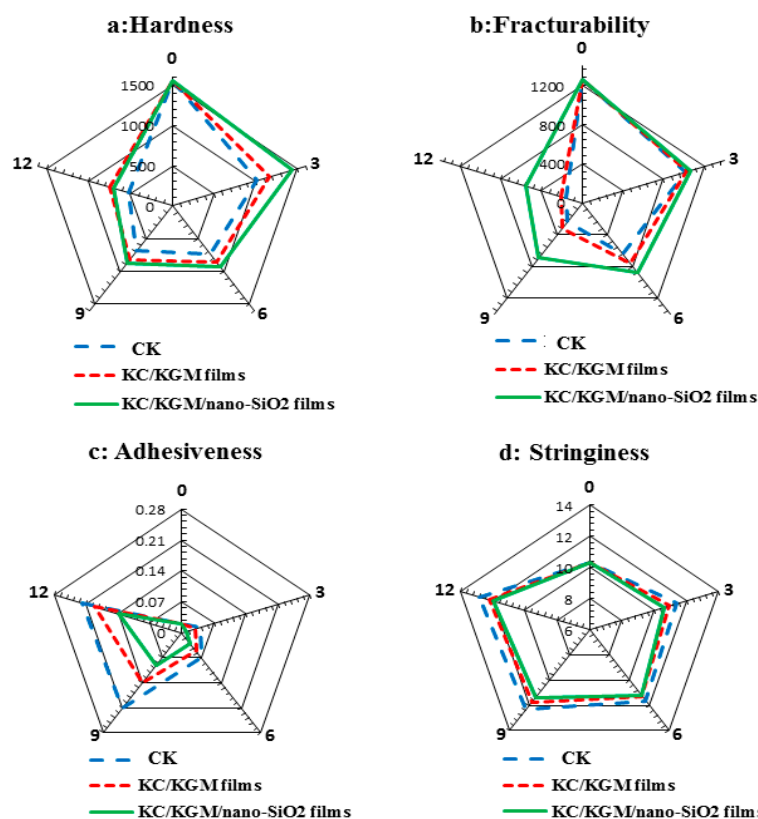 a:Hardness
0
1500
1000
500
0
3
6
9
12
CK
KC/KGM films
KC/KGM/nano-SiO2 films
b:Fracturability
0
1200
800
400
0
3
6
9
12
CK
KC/KGM films
KC/KGM/nano-SiO2 films
c: Adhesiveness
0
0.28
0.21
0.14
0.07
0
3
6
9
12
CK
KC/KGM films
KC/KGM/nano-SiO2 films
d: Stringiness
0
14
12
10
8
6
3
6
9
12
CK
KC/KGM films
KC/KGM/nano-SiO2 films